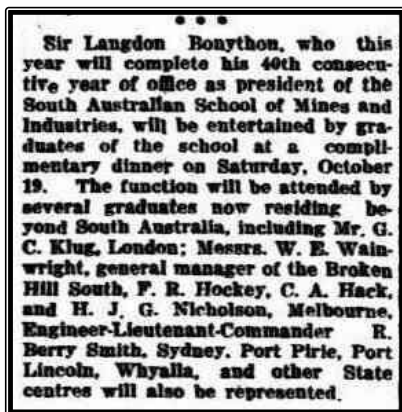 Sir Langdon Bonython, who this
year will complete his 40th consecu-
tive year of office as president of the
South Australian School of Mines and
Industries, will be entertained by gra-
duates of the school at a compli-
mentary dinner on Saturday, October
19. The function will be attended by
several graduates now residing be-
yond South Australia, including Mr. G.
C. Klug, London; Messrs. W. E. Wain-
wright, general manager of the Broken
Hill South, F. R. Hockey, C. A. Hack,
and H. J. G. Nicholson, Melbourne,
Engineer-Lieutenant-Commander R.
Berry Smith, Sydney. Port Pirie, Port
Lincoln, Whyalla, and other State
centres will also be represented.